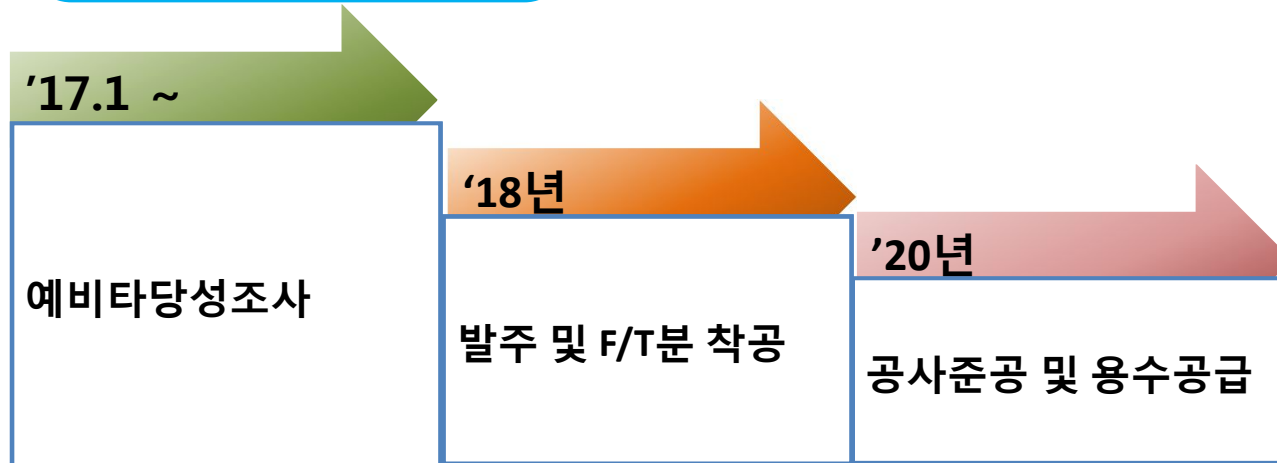 ’17.1 ~
예비타당성조사
‘18년
발주 및 F/T분 착공
’20년
공사준공 및 용수공급